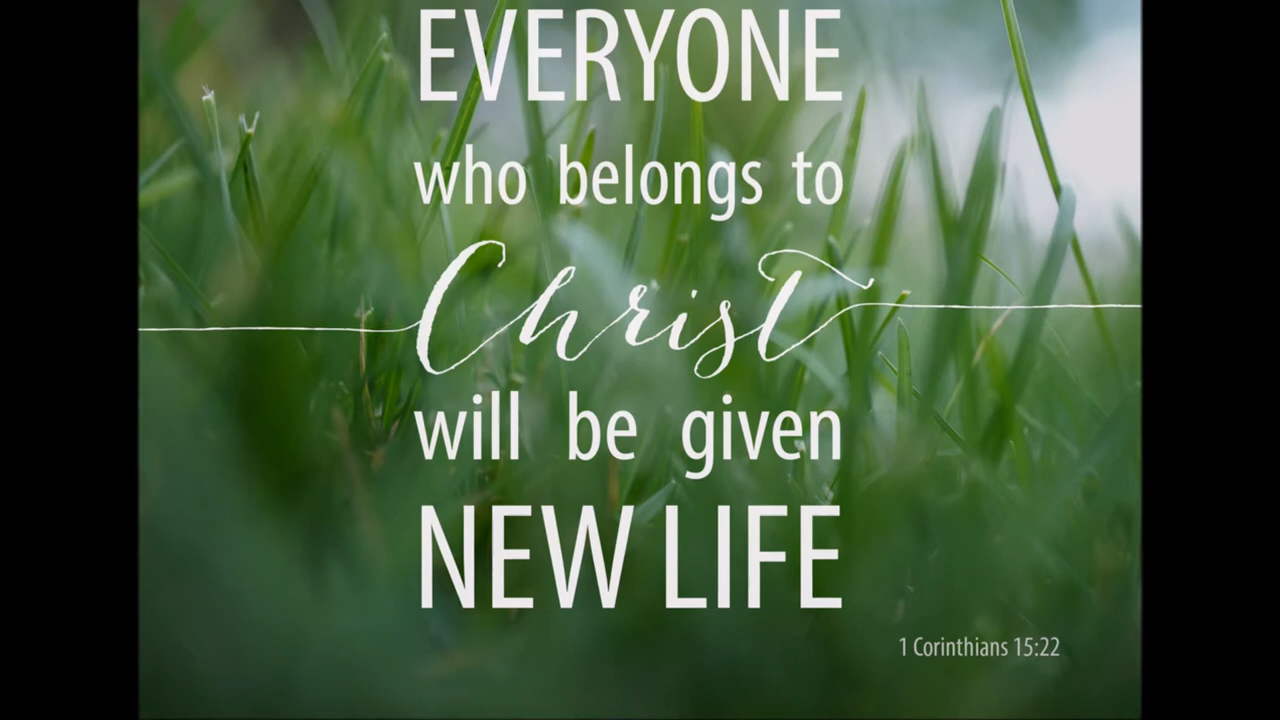 EVERYONE
who belongs to
Christ
will be given
NEW LIFE
1 Corinthians 15:22